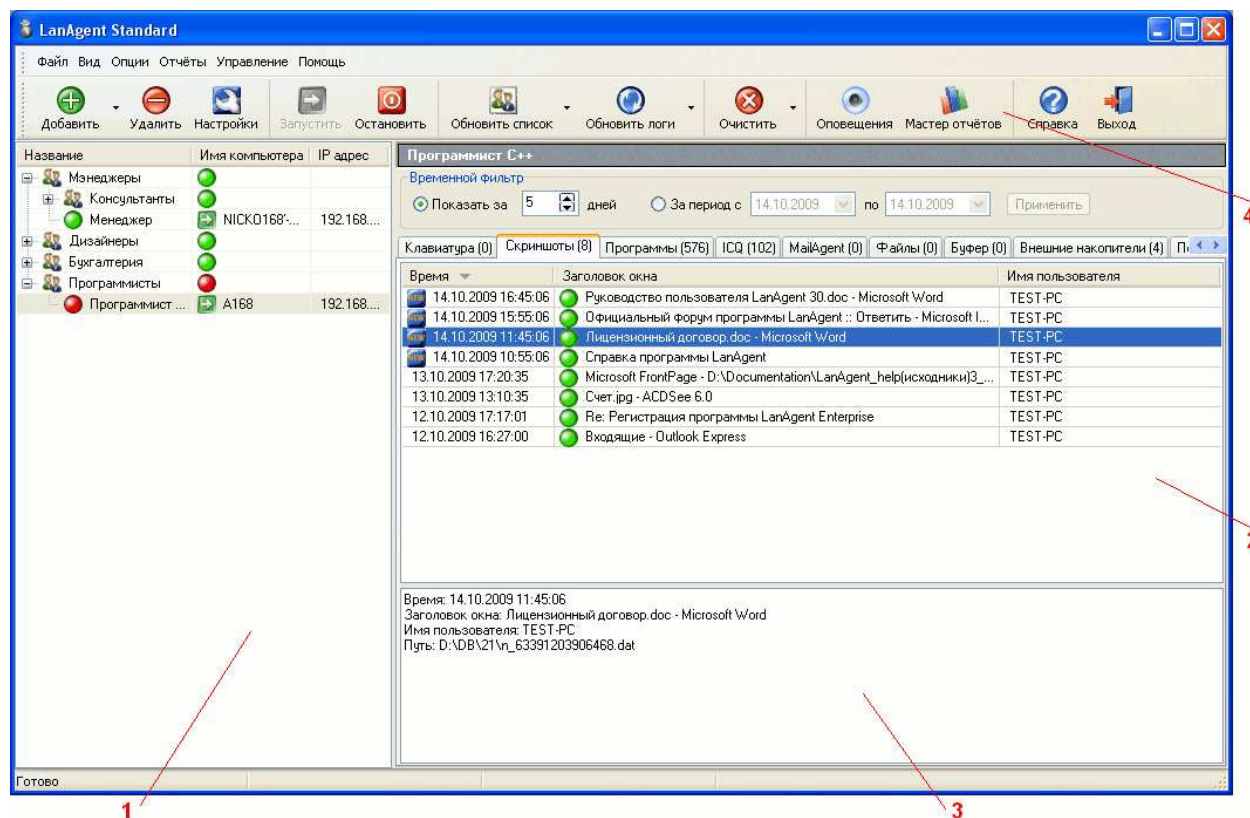 LanAgent Standard
Файл Вид Опции Отчёты Управление Помощь
Добавить Удалить Настройки Запустить Остановить Обновить список Обновить логи Очистить Оповещения Мастер отчётов Справка Выход
Название Имя компьютера IP адрес
Мэнеджеры
Консультанты
Менеджер NICKO168'-... 192.168....
Дизайнеры
Бухгалтерия
Программисты
Программист ... A168 192.168....
Программист C++
Временной фильтр
Показать за 5 дней За период с 14.10.2009 по 14.10.2009 Применить
4
Клавиатура (0) Скриншоты (8) Программы (576) ICQ (102) MailAgent (0) Файлы (0) Буфер (0) Внешние накопители (4)
Время Заголовок окна Имя пользователя
NEW 14.10.2009 16:45:06 Руководство пользователя LanAgent 30.doc - Microsoft Word TEST-PC
NEW 14.10.2009 15:55:06 Официальный форум программы LanAgent :: Ответить - Microsoft I... TEST-PC
NEW 14.10.2009 11:45:06 Лицензионный договор.doc - Microsoft Word TEST-PC
NEW 14.10.2009 10:55:06 Справка программы LanAgent TEST-PC
13.10.2009 17:20:35 Microsoft FrontPage - D:\Documentation\LanAgent_help(исходники)3_... TEST-PC
13.10.2009 13:10:35 Счет.jpg - ACDSee 6.0 TEST-PC
12.10.2009 17:17:01 Re: Регистрация программы LanAgent Enterprise TEST-PC
12.10.2009 16:27:00 Входящие - Outlook Express TEST-PC
2
Время: 14.10.2009 11:45:06
Заголовок окна: Лицензионный договор.doc - Microsoft Word
Имя пользователя: TEST-PC
Путь: D:\DB\21\n_63391203906468.dat
Готово
1
3